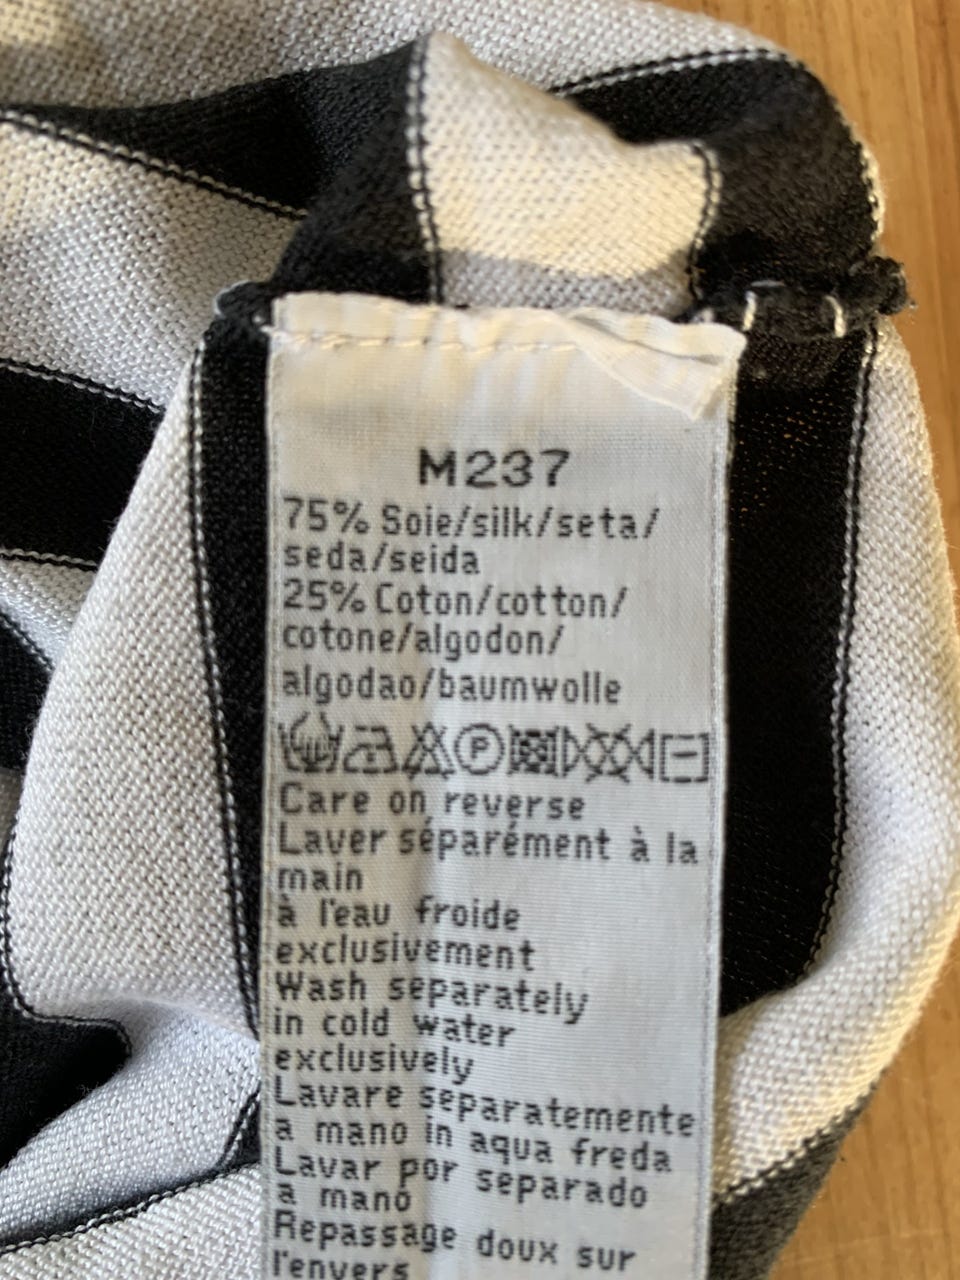 M237
75% Soie/silk/seta/
seda/seida
25% Coton/cotton/
cotone/algodon/
algodao/baumwolle
P
Care on reverse
Laver séparément à la
main
à l'eau froide
exclusivement
Wash separately
in cold water
exclusively
Lavare separatemente
a mano in aqua freda
Lavar por separado
a mano
Repassage doux sur
l'envers